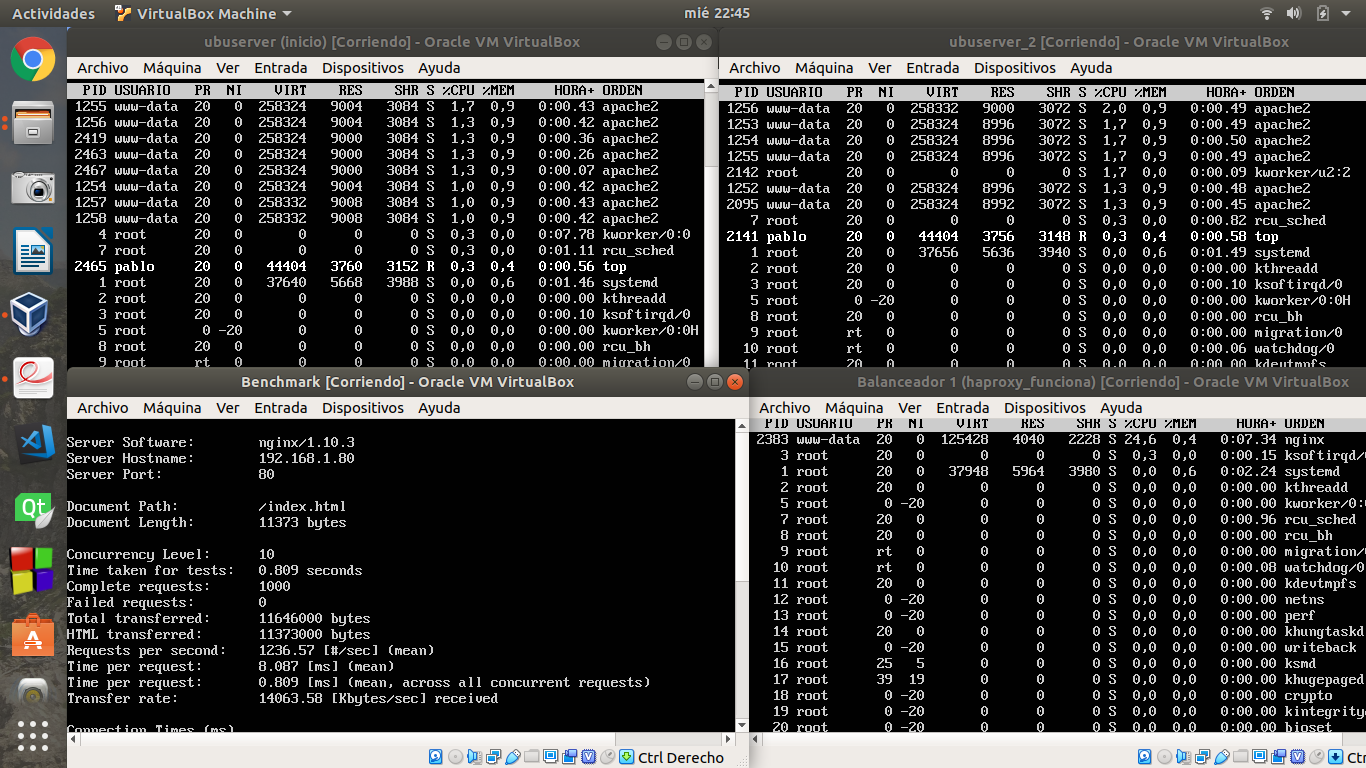 Actividades VirtualBox Machine mié 22:45
ubuserver (inicio) [Corriendo] - Oracle VM VirtualBox
Archivo Máquina Ver Entrada Dispositivos Ayuda
PID USUARIO PR NI VIRT RES SHR S %CPU %MEM HORA+ ORDEN
1255 www-data 20 0 258324 9004 3084 S 1,7 0,9 0:00.43 apache2
1256 www-data 20 0 258324 9004 3084 S 1,3 0,9 0:00.42 apache2
2419 www-data 20 0 258324 9000 3084 S 1,3 0,9 0:00.36 apache2
2463 www-data 20 0 258324 9000 3084 S 1,3 0,9 0:00.26 apache2
2467 www-data 20 0 258332 9000 3084 S 1,3 0,9 0:00.07 apache2
1254 www-data 20 0 258324 9004 3084 S 1,0 0,9 0:00.42 apache2
1257 www-data 20 0 258332 9008 3084 S 1,0 0,9 0:00.43 apache2
1258 www-data 20 0 258332 9008 3084 S 1,0 0,9 0:00.42 apache2
4 root 20 0 0 0 0 S 0,3 0,0 0:07.78 kworker/0:0
7 root 20 0 0 0 0 S 0,3 0,0 0:01.11 rcu_sched
2465 pablo 20 0 44404 3760 3152 R 0,3 0,4 0:00.56 top
1 root 20 0 37640 5668 3988 S 0,0 0,6 0:01.46 systemd
2 root 20 0 0 0 0 S 0,0 0,0 0:00.00 kthreadd
3 root 20 0 0 0 0 S 0,0 0,0 0:00.10 ksoftirqd/0
5 root 0 -20 0 0 0 S 0,0 0,0 0:00.00 kworker/0:0H
8 root 20 0 0 0 0 S 0,0 0,0 0:00.00 rcu_bh
9 root rt 0 0 0 0 S 0,0 0,0 0:00.00 migration/0
ubuserver_2 [Corriendo] - Oracle VM VirtualBox
Archivo Máquina Ver Entrada Dispositivos Ayuda
PID USUARIO PR NI VIRT RES SHR S %CPU %MEM HORA+ ORDEN
1256 www-data 20 0 258332 9000 3072 S 2,0 0,9 0:00.49 apache2
1253 www-data 20 0 258324 8996 3072 S 1,7 0,9 0:00.49 apache2
1254 www-data 20 0 258324 8996 3072 S 1,7 0,9 0:00.50 apache2
1255 www-data 20 0 258324 8996 3072 S 1,7 0,9 0:00.49 apache2
2142 root 20 0 0 0 0 S 1,7 0,0 0:00.09 kworker/u2:2
1252 www-data 20 0 258324 8996 3072 S 1,3 0,9 0:00.48 apache2
2095 www-data 20 0 258324 8992 3072 S 1,3 0,9 0:00.45 apache2
7 root 20 0 0 0 0 S 0,3 0,0 0:00.82 rcu_sched
2141 pablo 20 0 44404 3756 3148 R 0,3 0,4 0:00.58 top
1 root 20 0 37656 5636 3940 S 0,0 0,6 0:01.49 systemd
2 root 20 0 0 0 0 S 0,0 0,0 0:00.00 kthreadd
3 root 20 0 0 0 0 S 0,0 0,0 0:00.10 ksoftirqd/0
5 root 0 -20 0 0 0 S 0,0 0,0 0:00.00 kworker/0:0H
8 root 20 0 0 0 0 S 0,0 0,0 0:00.00 rcu_bh
9 root rt 0 0 0 0 S 0,0 0,0 0:00.00 migration/0
10 root rt 0 0 0 0 S 0,0 0,0 0:00.06 watchdog/0
11 root 20 0 0 0 0 S 0,0 0,0 0:00.00 kdevtmpfs
Benchmark [Corriendo] - Oracle VM VirtualBox
Archivo Máquina Ver Entrada Dispositivos Ayuda
Server Software: nginx/1.10.3
Server Hostname: 192.168.1.80
Server Port: 80
Document Path: /index.html
Document Length: 11373 bytes
Concurrency Level: 10
Time taken for tests: 0.809 seconds
Complete requests: 1000
Failed requests: 0
Total transferred: 11646000 bytes
HTML transferred: 11373000 bytes
Requests per second: 1236.57 [#/sec] (mean)
Time per request: 8.087 [ms] (mean)
Time per request: 0.809 [ms] (mean, across all concurrent requests)
Transfer rate: 14063.58 [Kbytes/sec] received
Connection Times (ms)
Ctrl Derecho
Balanceador 1 (haproxy_funciona) [Corriendo] - Oracle VM VirtualBox
Archivo Máquina Ver Entrada Dispositivos Ayuda
PID USUARIO PR NI VIRT RES SHR S %CPU %MEM HORA+ ORDEN
2383 www-data 20 0 125428 4040 2228 S 24,6 0,4 0:07.34 nginx
3 root 20 0 0 0 0 S 0,3 0,0 0:00.15 ksoftirqd/
1 root 20 0 37948 5964 3980 S 0,0 0,6 0:02.24 systemd
2 root 20 0 0 0 0 S 0,0 0,0 0:00.00 kthreadd
5 root 0 -20 0 0 0 S 0,0 0,0 0:00.00 kworker/0:
7 root 20 0 0 0 0 S 0,0 0,0 0:00.96 rcu_sched
8 root 20 0 0 0 0 S 0,0 0,0 0:00.00 rcu_bh
9 root rt 0 0 0 0 S 0,0 0,0 0:00.00 migration/
10 root rt 0 0 0 0 S 0,0 0,0 0:00.08 watchdog/0
11 root 20 0 0 0 0 S 0,0 0,0 0:00.00 kdevtmpfs
12 root 0 -20 0 0 0 S 0,0 0,0 0:00.00 netns
13 root 0 -20 0 0 0 S 0,0 0,0 0:00.00 perf
14 root 20 0 0 0 0 S 0,0 0,0 0:00.00 khungtaskd
15 root 0 -20 0 0 0 S 0,0 0,0 0:00.00 writeback
16 root 25 5 0 0 0 S 0,0 0,0 0:00.00 ksmd
17 root 39 19 0 0 0 S 0,0 0,0 0:00.00 khugepaged
18 root 0 -20 0 0 0 S 0,0 0,0 0:00.00 crypto
19 root 0 -20 0 0 0 S 0,0 0,0 0:00.00 kintegrity
20 root 0 -20 0 0 0 S 0,0 0,0 0:00.00 bioset
Ctr